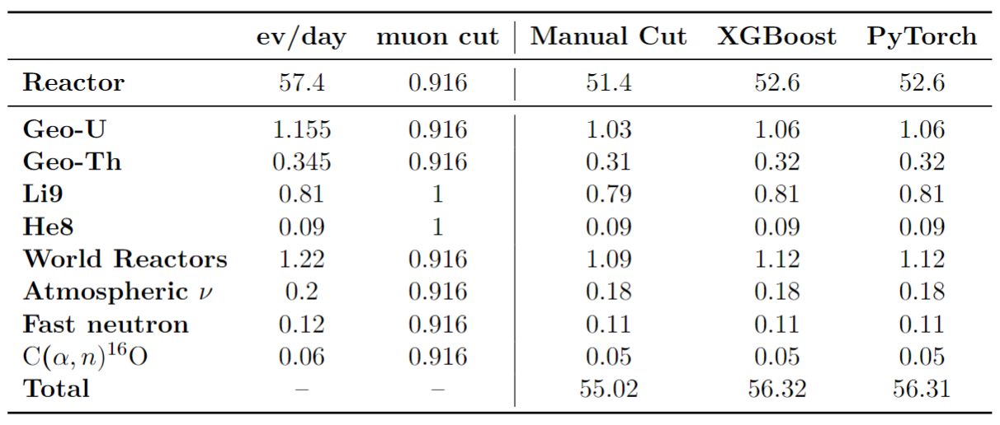 ev/day muon cut Manual Cut XGBoost PyTorch
Reactor 57.4 0.916 51.4 52.6 52.6
Geo-U 1.155 0.916 1.03 1.06 1.06
Geo-Th 0.345 0.916 0.31 0.32 0.32
Li9 0.81 1 0.79 0.81 0.81
He8 0.09 1 0.09 0.09 0.09
World Reactors 1.22 0.916 1.09 1.12 1.12
Atmospheric ν 0.2 0.916 0.18 0.18 0.18
Fast neutron 0.12 0.916 0.11 0.11 0.11
C(α, n)¹⁶O 0.06 0.916 0.05 0.05 0.05
Total – – 55.02 56.32 56.31